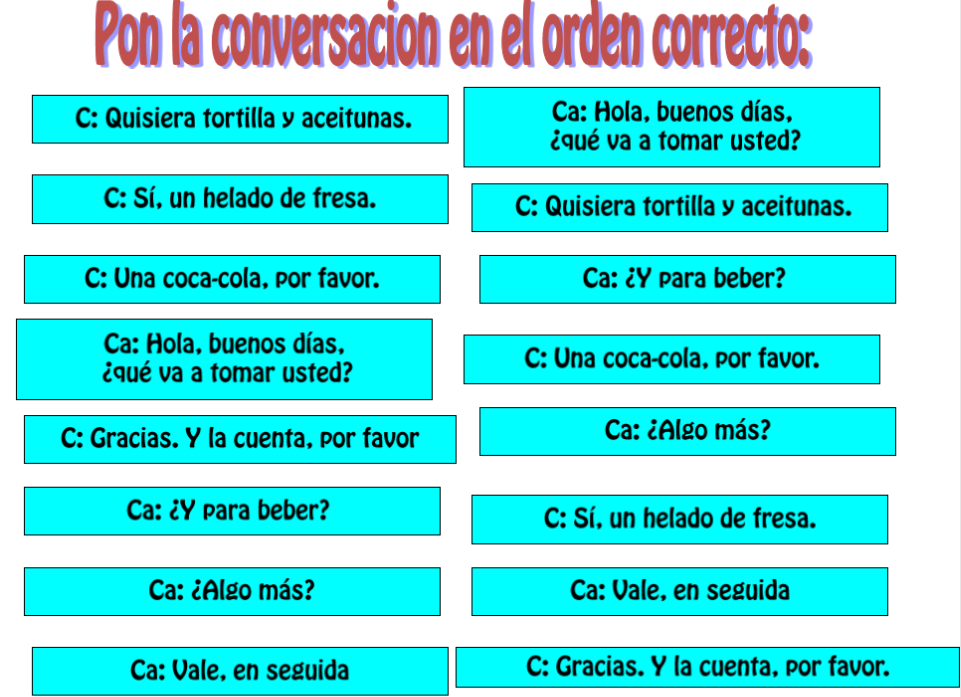 Pon la conversacion en el orden correcto:
C: Quisiera tortilla y aceitunas.
C: Sí, un helado de fresa.
C: Una coca-cola, por favor.
Ca: Hola, buenos días,
¿qué va a tomar usted?
C: Gracias. Y la cuenta, por favor
Ca: ¿Y para beber?
Ca: ¿Algo más?
Ca: Vale, en seguida
Ca: Hola, buenos días,
¿qué va a tomar usted?
C: Quisiera tortilla y aceitunas.
Ca: ¿Y para beber?
C: Una coca-cola, por favor.
Ca: ¿Algo más?
C: Sí, un helado de fresa.
Ca: Vale, en seguida
C: Gracias. Y la cuenta, por favor.